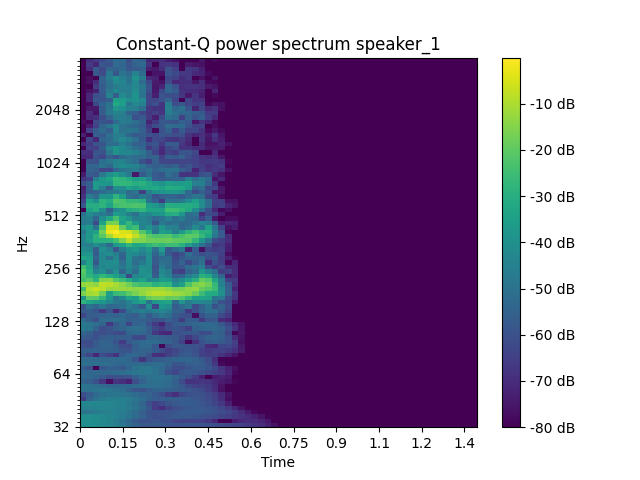 Constant-Q power spectrum speaker_1
Hz
2048
1024
512
256
128
64
32
0 0.15 0.3 0.45 0.6 0.75 0.9 1.1 1.2 1.4
Time
-10 dB
-20 dB
-30 dB
-40 dB
-50 dB
-60 dB
-70 dB
-80 dB